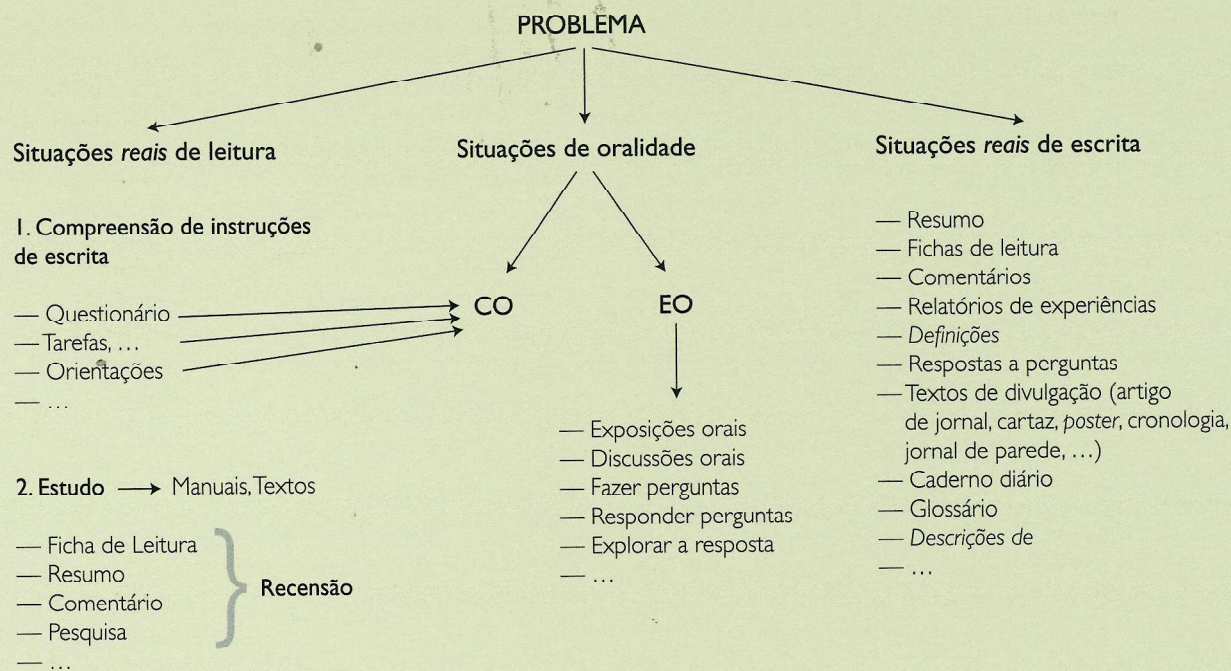 PROBLEMA
Situações reais de leitura
1. Compreensão de instruções
de escrita
— Questionário
— Tarefas, …
— Orientações
— …
2. Estudo → Manuais, Textos
— Ficha de Leitura
— Resumo
— Comentário
— Pesquisa
— …
Recensão
Situações de oralidade
CO
EO
— Exposições orais
— Discussões orais
— Fazer perguntas
— Responder perguntas
— Explorar a resposta
— …
Situações reais de escrita
— Resumo
— Fichas de leitura
— Comentários
— Relatórios de experiências
— Definições
— Respostas a perguntas
— Textos de divulgação (artigo
de jornal, cartaz, poster, cronologia,
jornal de parede, …)
— Caderno diário
— Glossário
— Descrições de
— …